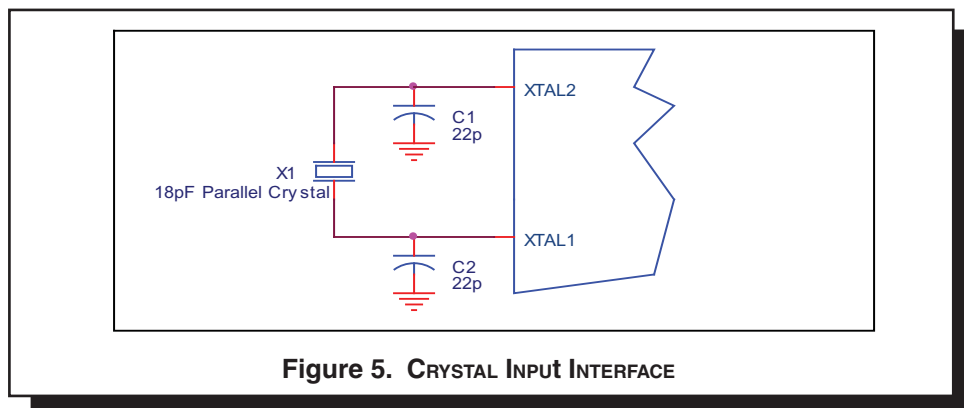 XTAL2
C1
22p
X1
18pF Parallel Crystal
XTAL1
C2
22p
Figure 5. CRYSTAL INPUt INTERFACE